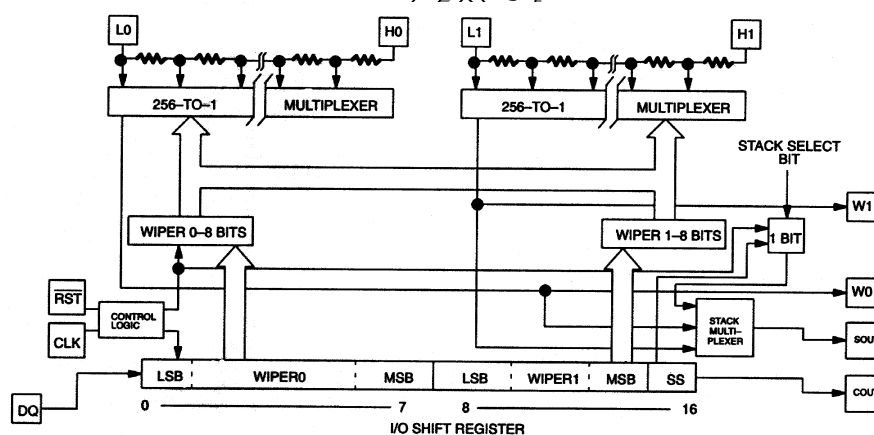 L0
H0
L1
H1
256–TO–1
MULTIPLEXER
256–TO–1
MULTIPLEXER
STACK SELECT
BIT
WIPER 0–8 BITS
WIPER 1–8 BITS
1 BIT
W1
RST
CONTROL
LOGIC
CLK
W0
STACK
MULTI–
PLEXER
SOU
LSB
WIPER0
MSB
LSB
WIPER1
MSB
SS
COU
DQ
0
7
8
16
I/O SHIFT REGISTER